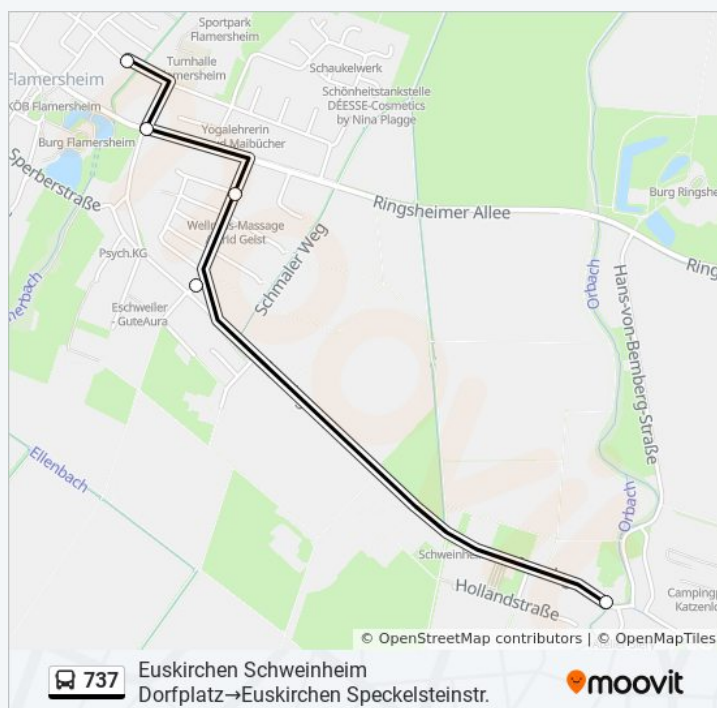 Sportpark
Flamersheim
Turnhalle
Flamersheim
Schaukelwerk
Flamersheim
KÖB Flamersheim
Schönheitstankstelle
DÉESSE-Cosmetics
by Nina Plagge
Yogalehrerin
Maibücher
Burg Flamersheim
Sperberstraße
Ringsheimer Allee
Burg Ringshe
Wellness-Massage
Geist
Psych.KG
Schmaler Weg
Ring
Orbach
Hans-von-Bemberg-Straße
Eschweiler
- GuteAura
Ellenbach
Orbach
Schweinhe
Hollandstraße
Campingp
Katzenlo
© OpenStreetMap contributors | © OpenMapTiles
737
Euskirchen Schweinheim
Dorfplatz→Euskirchen Speckelsteinstr.
moovit